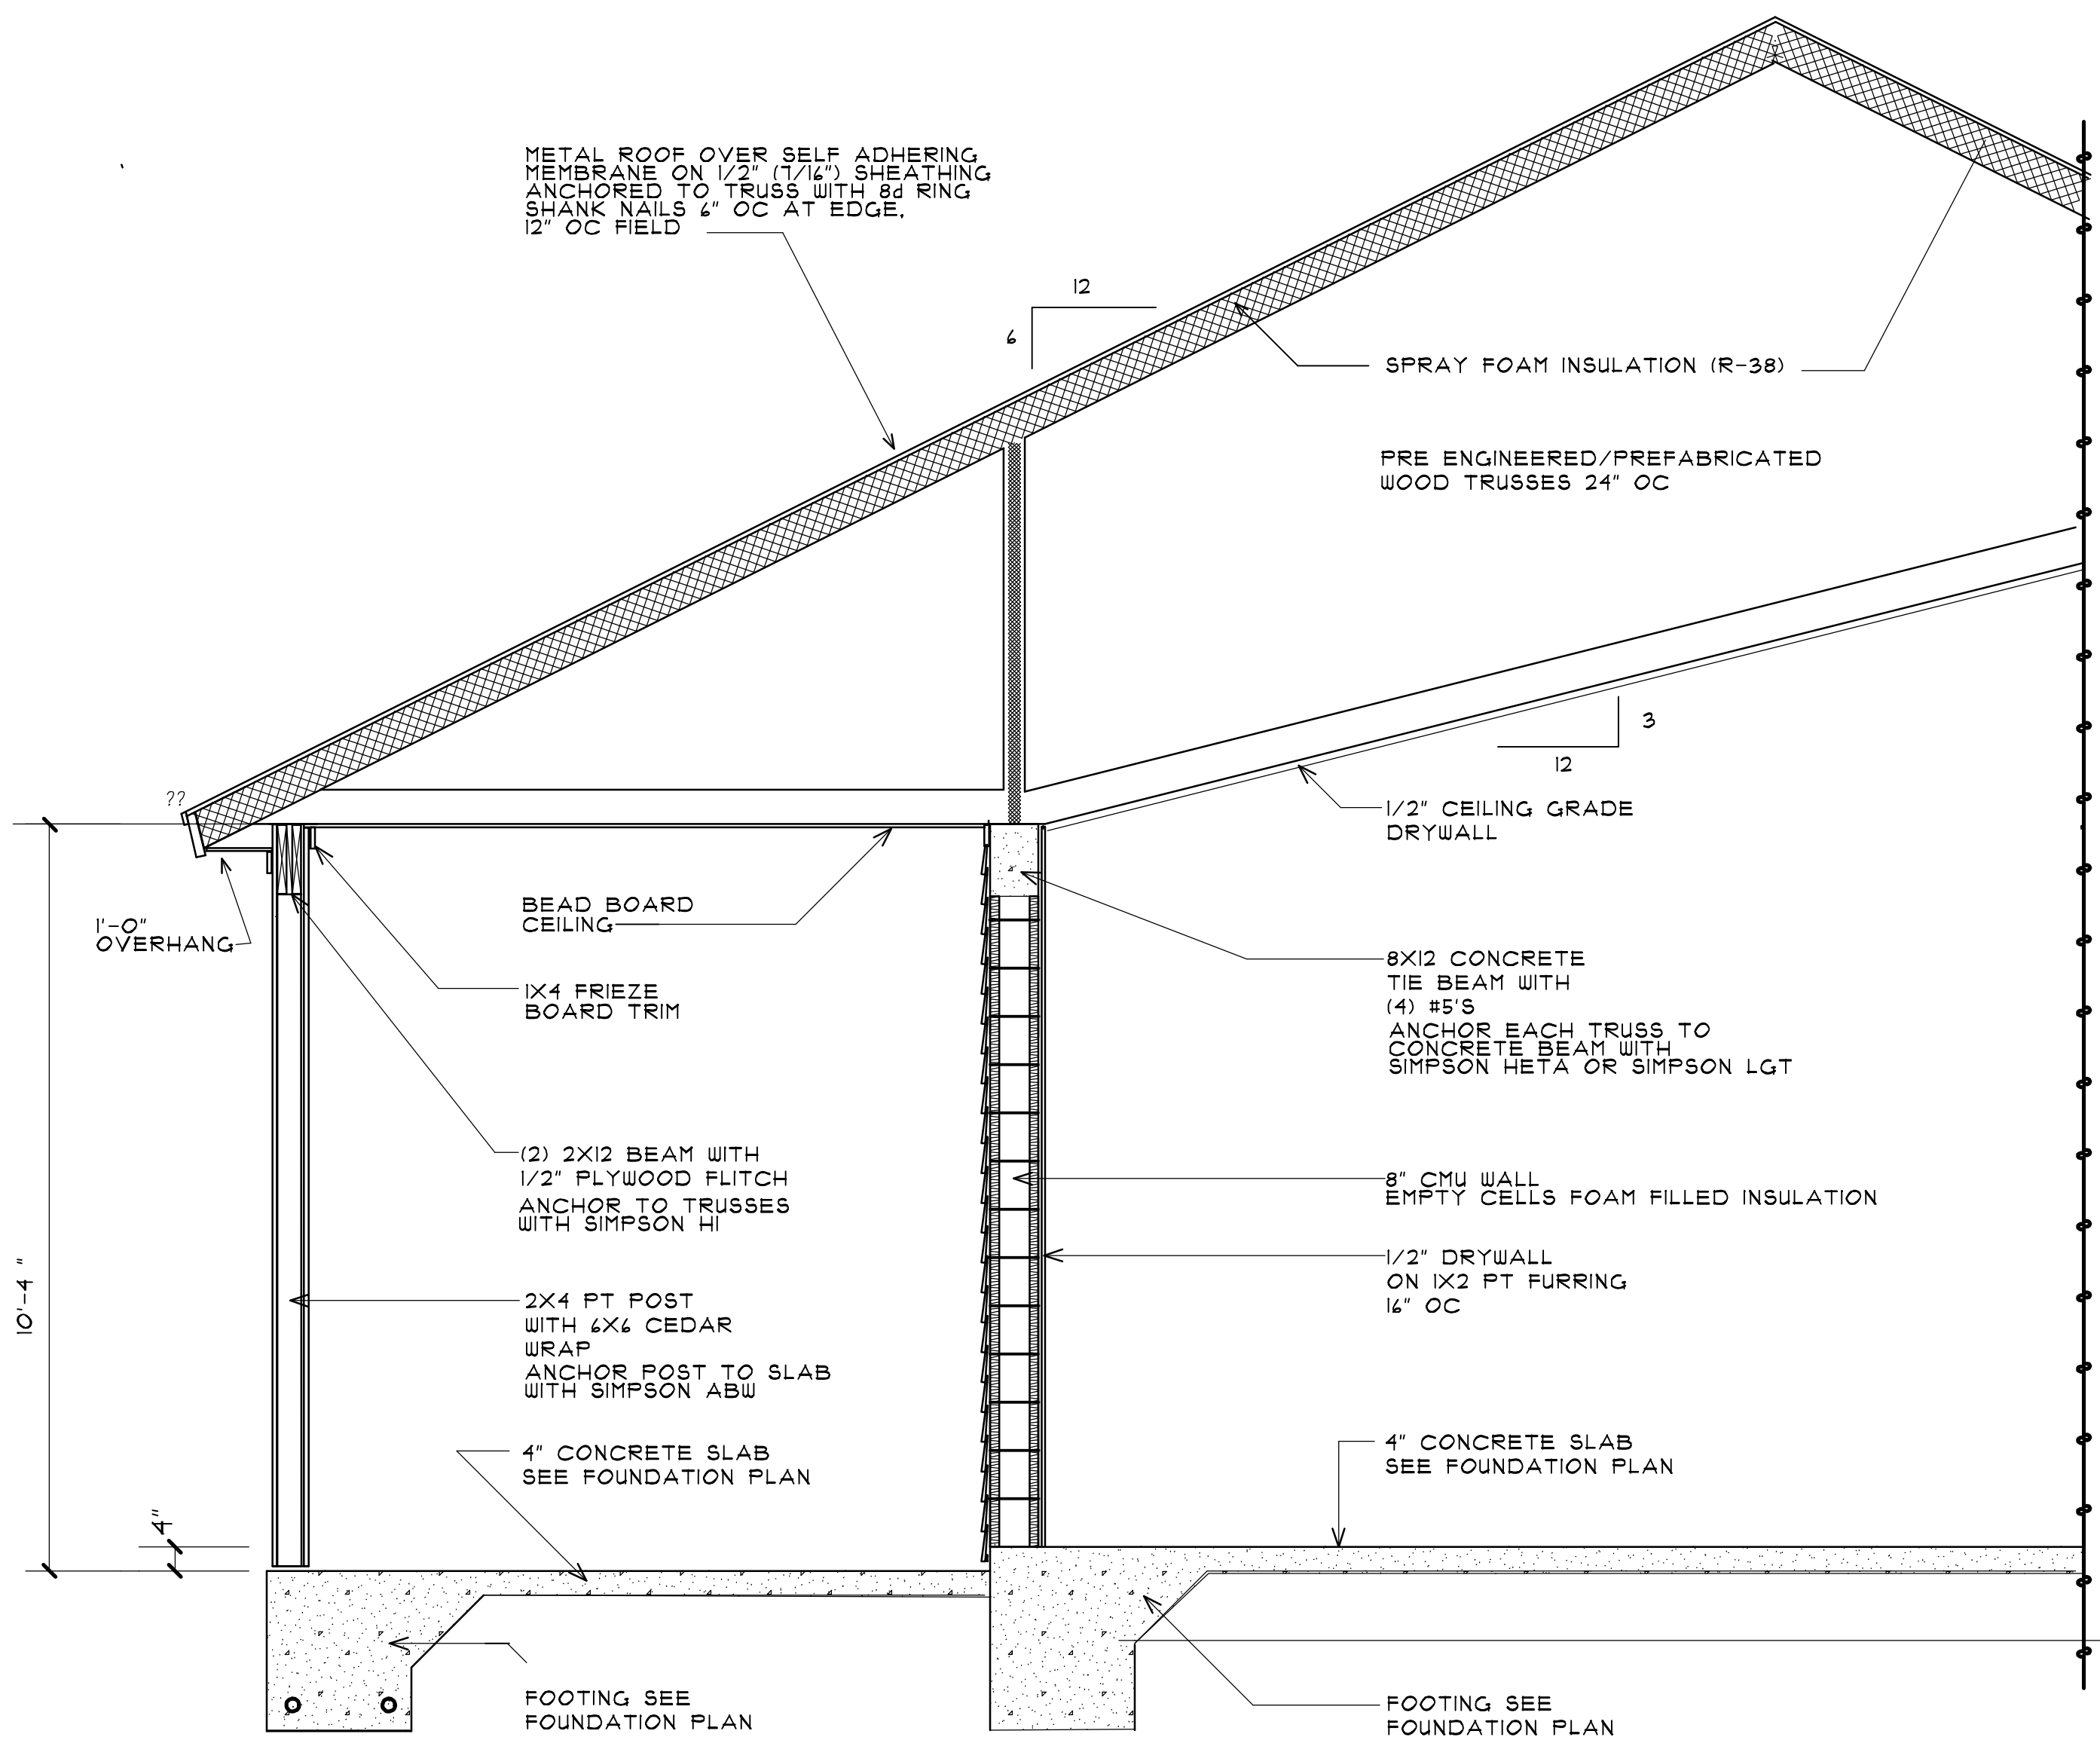 METAL ROOF OVER SELF ADHERING
MEMBRANE ON 1/2" (7/16") SHEATHING
ANCHORED TO TRUSS WITH 8d RING
SHANK NAILS 6" OC AT EDGE,
12" OC FIELD
12
6
SPRAY FOAM INSULATION (R-38)
PRE ENGINEERED/PREFABRICATED
WOOD TRUSSES 24" OC
3
12
??
1/2" CEILING GRADE
DRYWALL
1'-0"
OVERHANG
BEAD BOARD
CEILING
1X4 FRIEZE
BOARD TRIM
8X12 CONCRETE
TIE BEAM WITH
(4) #5'S
ANCHOR EACH TRUSS TO
CONCRETE BEAM WITH
SIMPSON HETA OR SIMPSON LGT
(2) 2X12 BEAM WITH
1/2" PLYWOOD FLITCH
ANCHOR TO TRUSSES
WITH SIMPSON H1
8" CMU WALL
EMPTY CELLS FOAM FILLED INSULATION
1/2" DRYWALL
ON 1X2 PT FURRING
16" OC
10'-4 "
2X4 PT POST
WITH 6X6 CEDAR
WRAP
ANCHOR POST TO SLAB
WITH SIMPSON ABW
4" CONCRETE SLAB
SEE FOUNDATION PLAN
4" CONCRETE SLAB
SEE FOUNDATION PLAN
4"
FOOTING SEE
FOUNDATION PLAN
FOOTING SEE
FOUNDATION PLAN